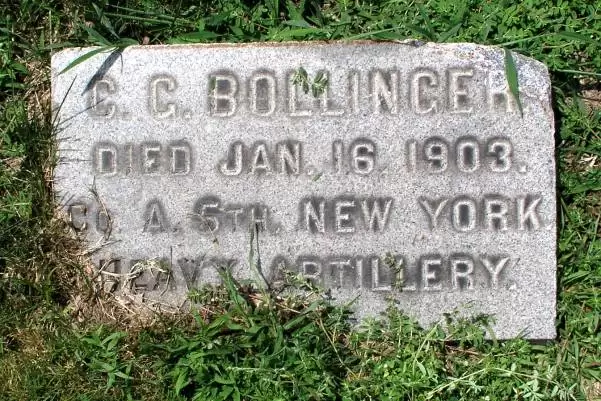 C. C. BOLLINGER
DIED JAN. 16. 1903.
CO. A. 5TH. NEW YORK
HEAVY ARTILLERY.